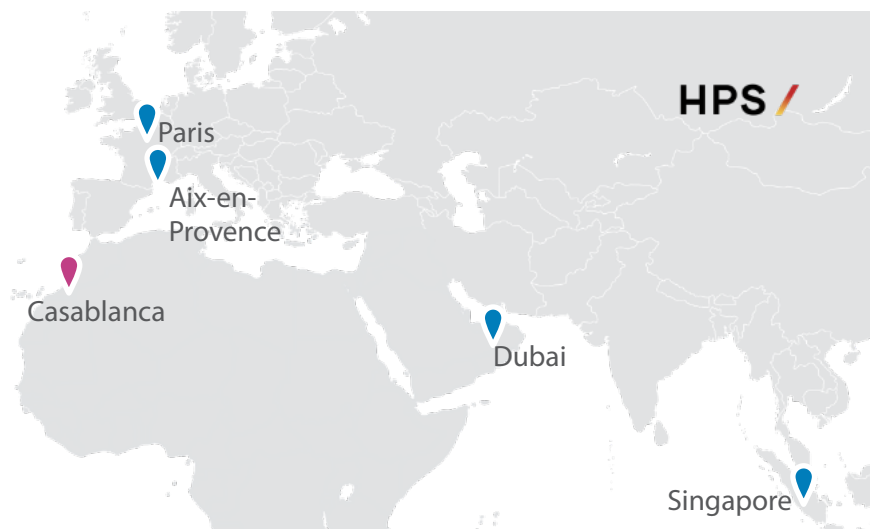 HPS
Paris
Aix-en-
Provence
Casablanca
Dubai
Singapore